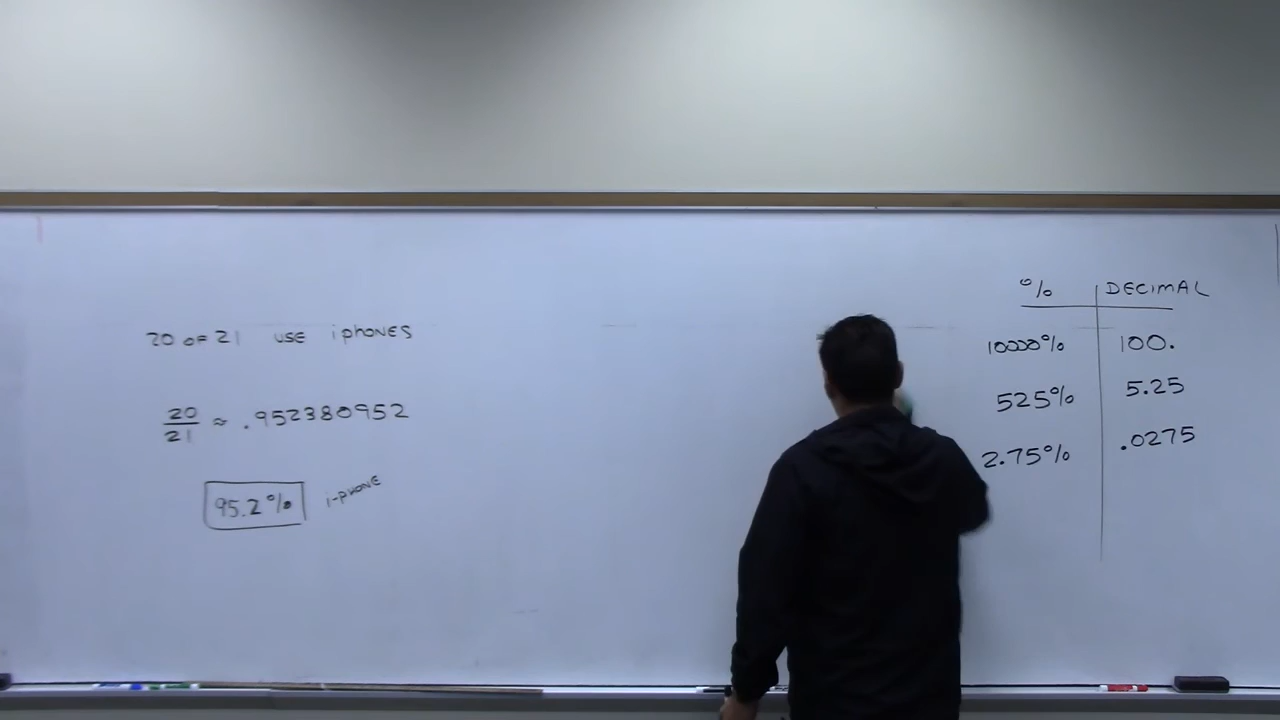 20 OF 21 USE iphones
20/21 ≈ .952380952
95.2% i-phone
% DECIMAL
10000% 100.
525% 5.25
2.75% .0275